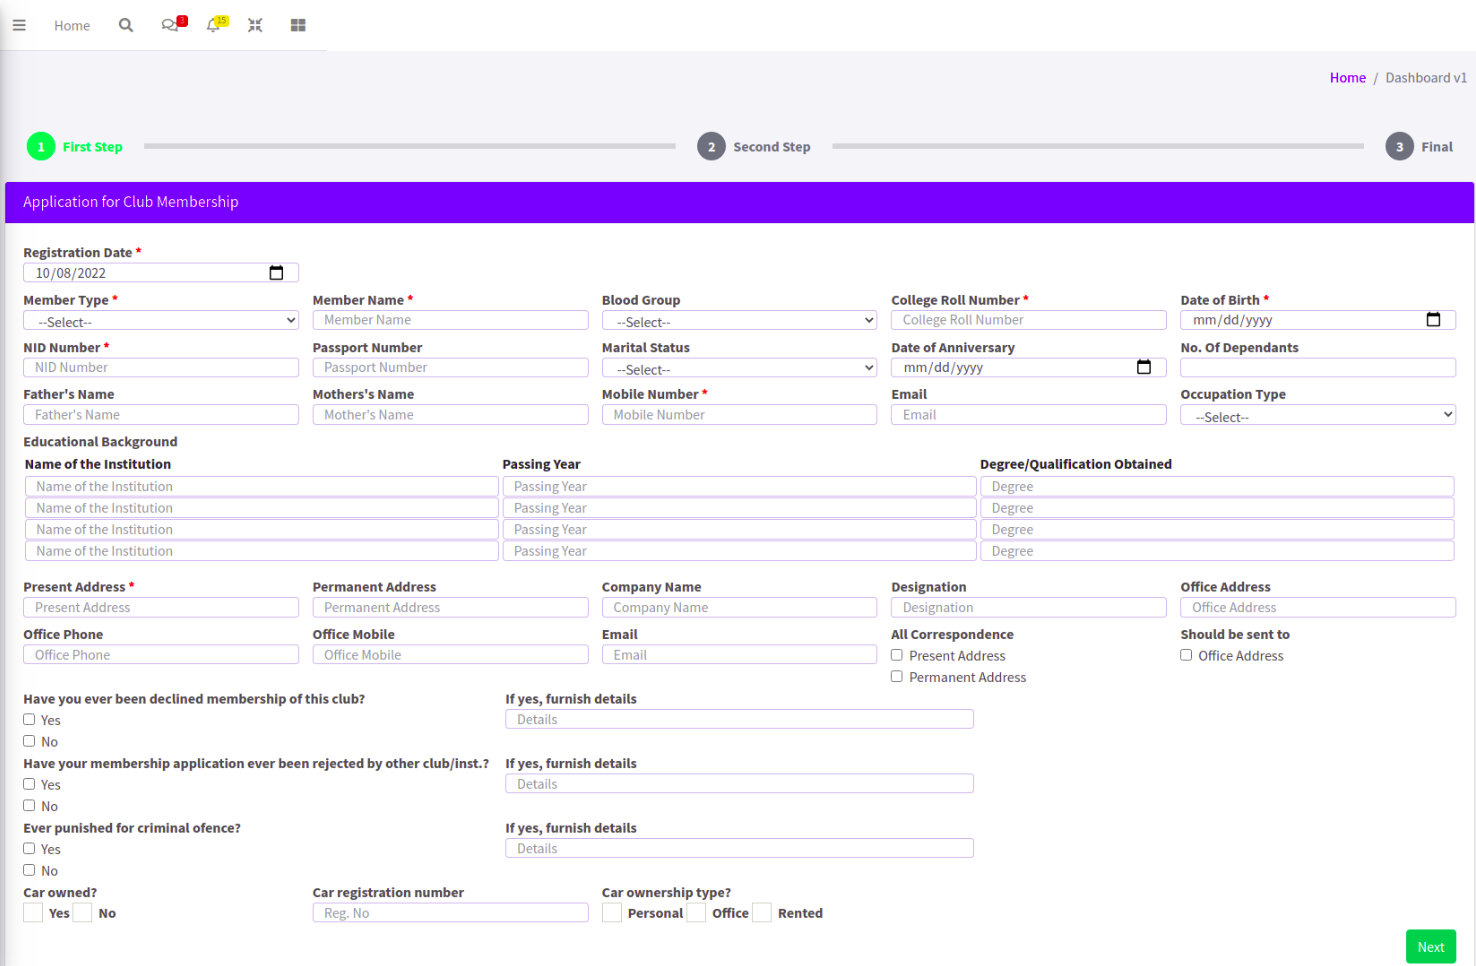 Home 3 15
Home / Dashboard v1
1 First Step 2 Second Step 3 Final
Application for Club Membership
Registration Date *
10/08/2022
Member Type * Member Name * Blood Group College Roll Number * Date of Birth *
--Select-- Member Name --Select-- College Roll Number mm/dd/yyyy
NID Number * Passport Number Marital Status Date of Anniversary No. Of Dependants
NID Number Passport Number --Select-- mm/dd/yyyy
Father's Name Mothers's Name Mobile Number * Email Occupation Type
Father's Name Mother's Name Mobile Number Email --Select--
Educational Background
Name of the Institution Passing Year Degree/Qualification Obtained
Name of the Institution Passing Year Degree
Name of the Institution Passing Year Degree
Name of the Institution Passing Year Degree
Name of the Institution Passing Year Degree
Present Address * Permanent Address Company Name Designation Office Address
Present Address Permanent Address Company Name Designation Office Address
Office Phone Office Mobile Email All Correspondence Should be sent to
Office Phone Office Mobile Email Present Address Office Address
Permanent Address
Have you ever been declined membership of this club? If yes, furnish details
Yes Details
No
Have your membership application ever been rejected by other club/inst.? If yes, furnish details
Yes Details
No
Ever punished for criminal ofence? If yes, furnish details
Yes Details
No
Car owned? Car registration number Car ownership type?
Yes No Reg. No Personal Office Rented
Next